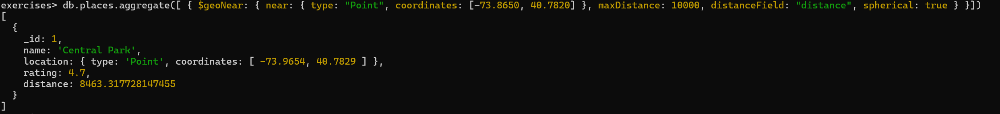 exercises> db.places.aggregate([ { $geoNear: { near: { type: "Point", coordinates: [-73.8650, 40.7820] }, maxDistance: 10000, distanceField: "distance", spherical: true } }])
[
  {
    _id: 1,
    name: 'Central Park',
    location: { type: 'Point', coordinates: [ -73.9654, 40.7829 ] },
    rating: 4.7,
    distance: 8463.317728147455
  }
]